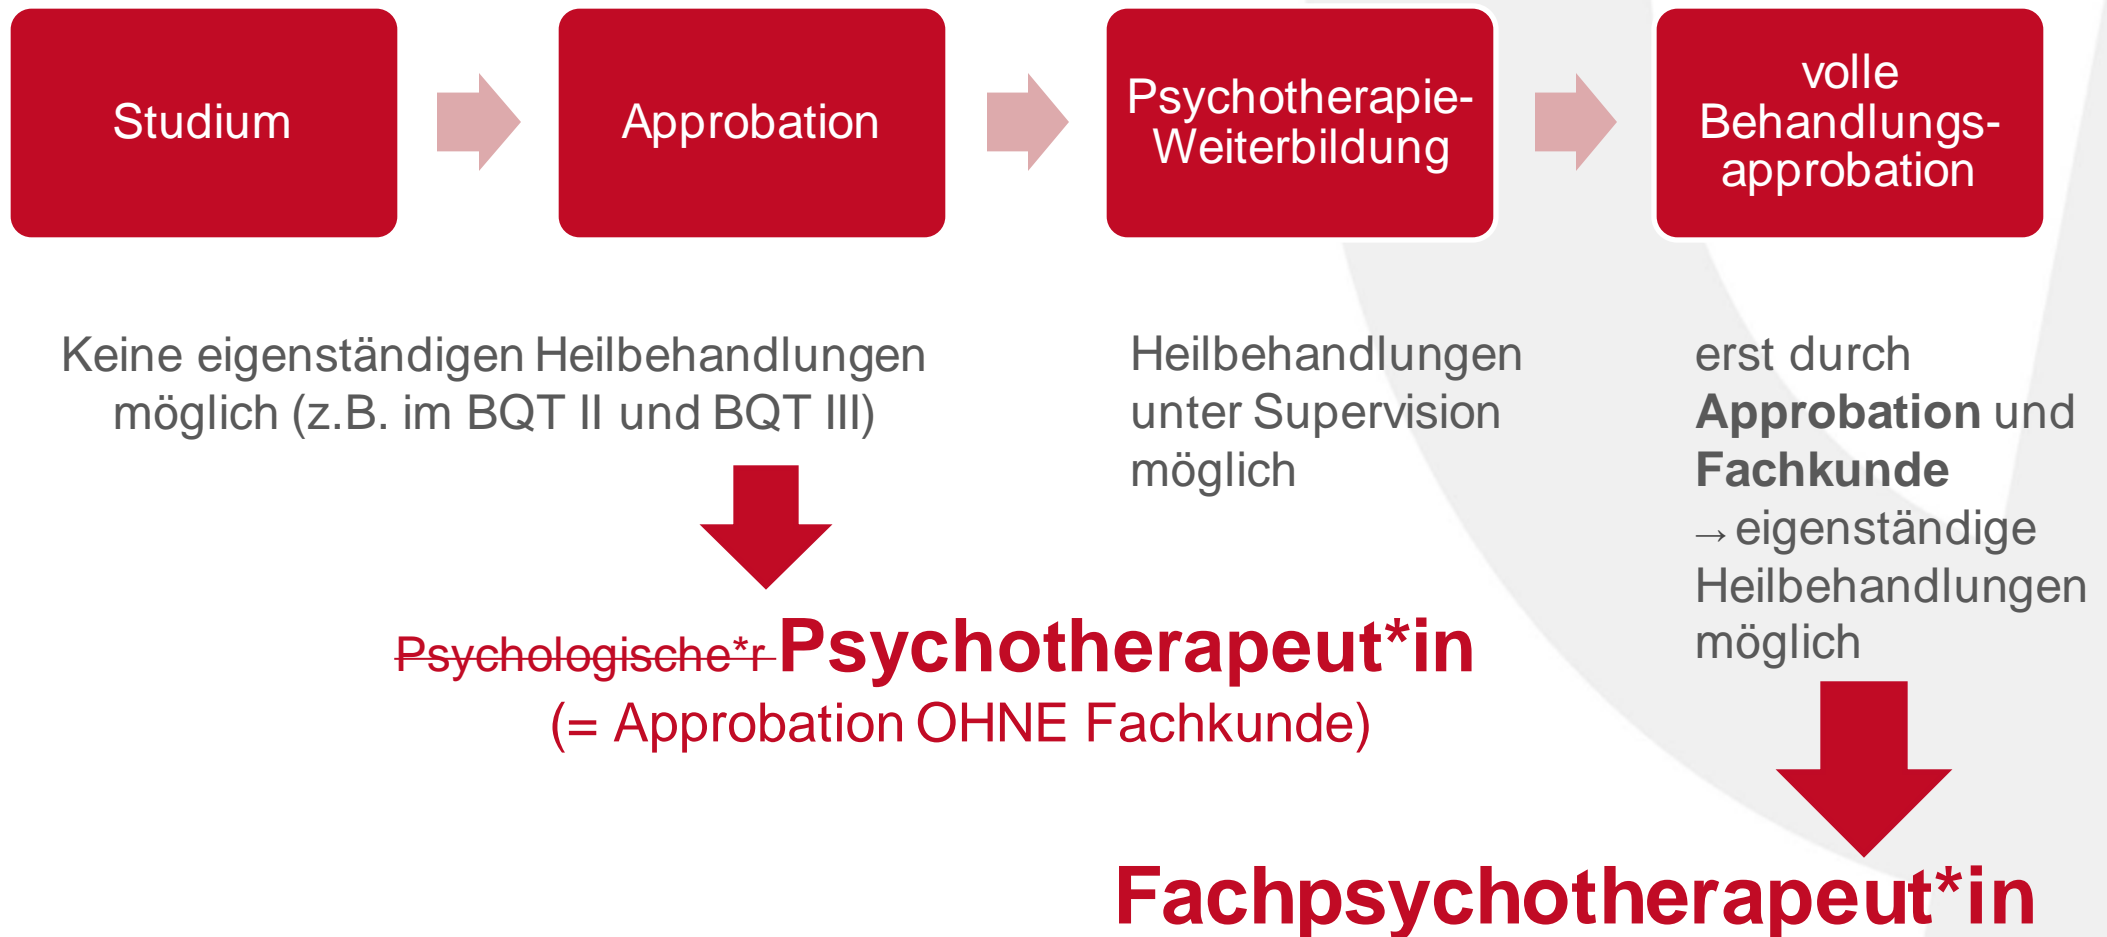 Studium
Approbation
Psychotherapie-
Weiterbildung
volle
Behandlungs-
approbation
Keine eigenständigen Heilbehandlungen
möglich (z.B. im BQT II und BQT III)
Heilbehandlungen
unter Supervision
möglich
erst durch
Approbation und
Fachkunde
→ eigenständige
Heilbehandlungen
möglich
Psychologische*r Psychotherapeut*in
(= Approbation OHNE Fachkunde)
Fachpsychotherapeut*in